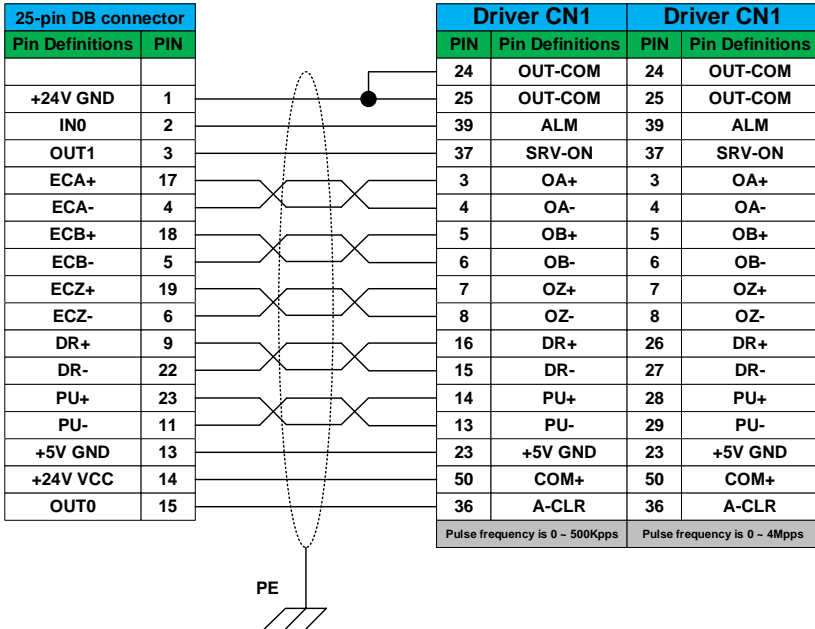 25-pin DB connector Driver CN1 Driver CN1
Pin Definitions PIN PIN Pin Definitions PIN Pin Definitions
24 OUT-COM 24 OUT-COM
+24V GND 1 25 OUT-COM 25 OUT-COM
IN0 2 39 ALM 39 ALM
OUT1 3 37 SRV-ON 37 SRV-ON
ECA+ 17 3 OA+ 3 OA+
ECA- 4 4 OA- 4 OA-
ECB+ 18 5 OB+ 5 OB+
ECB- 5 6 OB- 6 OB-
ECZ+ 19 7 OZ+ 7 OZ+
ECZ- 6 8 OZ- 8 OZ-
DR+ 9 16 DR+ 26 DR+
DR- 22 15 DR- 27 DR-
PU+ 23 14 PU+ 28 PU+
PU- 11 13 PU- 29 PU-
+5V GND 13 23 +5V GND 23 +5V GND
+24V VCC 14 50 COM+ 50 COM+
OUT0 15 36 A-CLR 36 A-CLR
Pulse frequency is 0 ~ 500Kpps Pulse frequency is 0 ~ 4Mpps
PE